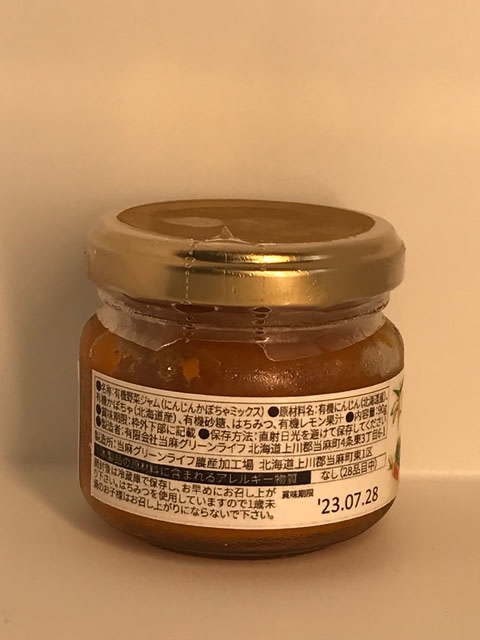 ●名称:有機野菜ジャム(にんじんかぼちゃミックス) ●原材料名:有機にんじん(北海道産)、
有機かぼちゃ(北海道産)、有機砂糖、はちみつ、有機レモン果汁 ●内容量:90g
●賞味期限:枠外下部に記載 ●保存方法:直射日光を避けて保存してください
製造者:有限会社当麻グリーンライフ 北海道上川郡当麻町4条東3丁目
製造所:当麻グリーンライフ農産加工場 北海道上川郡当麻町東1区
原材料に含まれるアレルギー物質 なし(28品目中)
開封後は冷蔵庫で保存し、お早めにお召し上が
はちみつを使用していますので1歳未
満のお子様はお召し上がりにならないで下さい。
賞味期限
'23.07.28